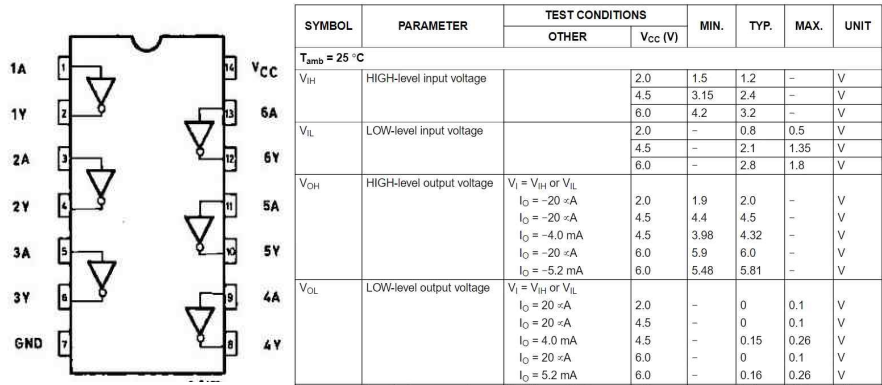 1A 1 14 VCC
1Y 2 13 6A
2A 3 12 6Y
2Y 4 11 5A
3A 5 10 5Y
3Y 6 9 4A
GND 7 8 4Y
SYMBOL PARAMETER TEST CONDITIONS MIN. TYP. MAX. UNIT
OTHER VCC (V)
Tamb = 25 °C
VIH HIGH-level input voltage 2.0 1.5 1.2 – V
4.5 3.15 2.4 – V
6.0 4.2 3.2 – V
VIL LOW-level input voltage 2.0 – 0.8 0.5 V
4.5 – 2.1 1.35 V
6.0 – 2.8 1.8 V
VOH HIGH-level output voltage VI = VIH or VIL
IO = −20 ∝A 2.0 1.9 2.0 – V
IO = −20 ∝A 4.5 4.4 4.5 – V
IO = −4.0 mA 4.5 3.98 4.32 – V
IO = −20 ∝A 6.0 5.9 6.0 – V
IO = −5.2 mA 6.0 5.48 5.81 – V
VOL LOW-level output voltage VI = VIH or VIL
IO = 20 ∝A 2.0 – 0 0.1 V
IO = 20 ∝A 4.5 – 0 0.1 V
IO = 4.0 mA 4.5 – 0.15 0.26 V
IO = 20 ∝A 6.0 – 0 0.1 V
IO = 5.2 mA 6.0 – 0.16 0.26 V